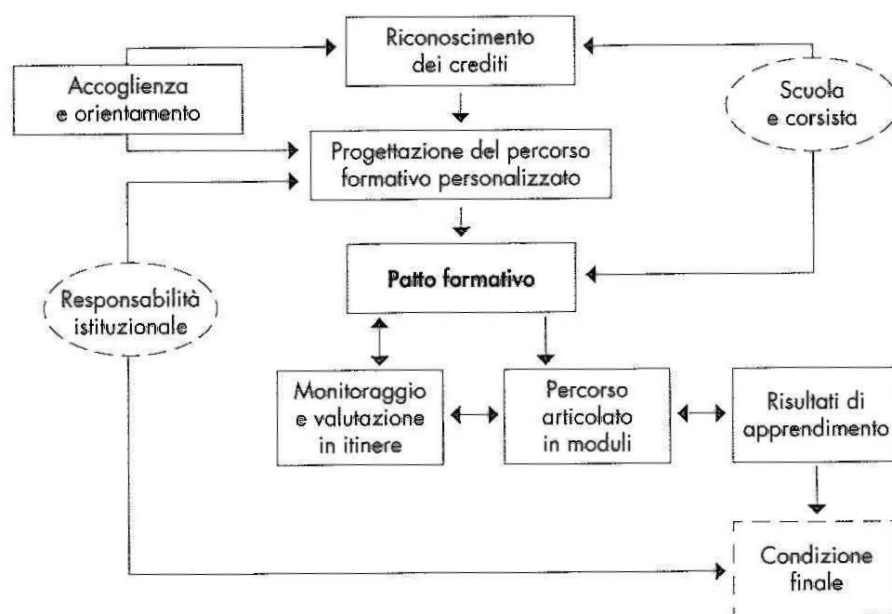 Riconoscimento
dei crediti
Accoglienza
e orientamento
Scuola
e corsista
Progettazione del percorso
formativo personalizzato
Patto formativo
Responsabilità
istituzionale
Monitoraggio
e valutazione
in itinere
Percorso
articolato
in moduli
Risultati di
apprendimento
Condizione
finale